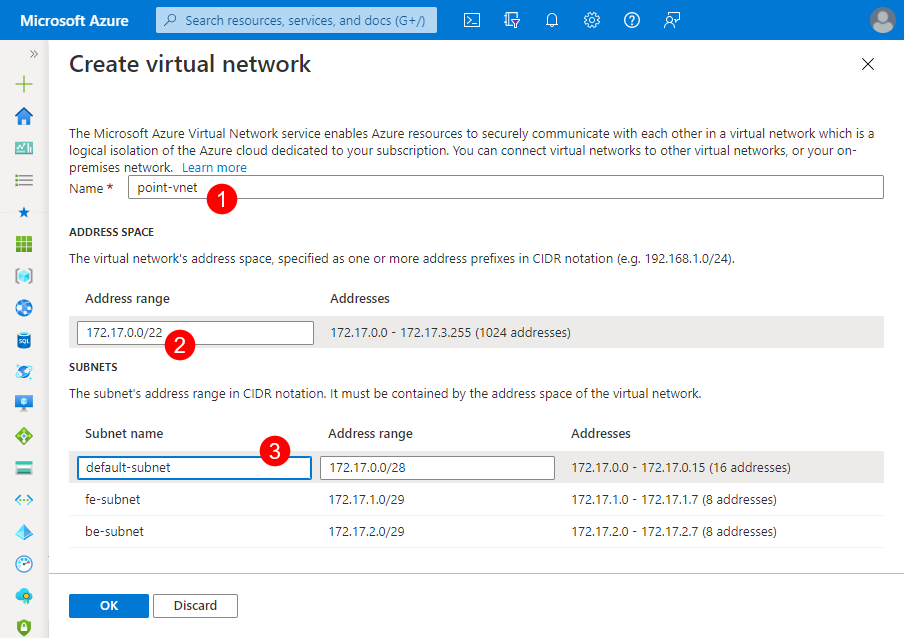 Microsoft Azure
Search resources, services, and docs (G+/)
Create virtual network
The Microsoft Azure Virtual Network service enables Azure resources to securely communicate with each other in a virtual network which is a
logical isolation of the Azure cloud dedicated to your subscription. You can connect virtual networks to other virtual networks, or your on-
premises network. Learn more
Name * point-vnet
1
ADDRESS SPACE
The virtual network's address space, specified as one or more address prefixes in CIDR notation (e.g. 192.168.1.0/24).
Address range Addresses
172.17.0.0/22 172.17.0.0 - 172.17.3.255 (1024 addresses)
2
SUBNETS
The subnet's address range in CIDR notation. It must be contained by the address space of the virtual network.
Subnet name Address range Addresses
3
default-subnet 172.17.0.0/28 172.17.0.0 - 172.17.0.15 (16 addresses)
fe-subnet 172.17.1.0/29 172.17.1.0 - 172.17.1.7 (8 addresses)
be-subnet 172.17.2.0/29 172.17.2.0 - 172.17.2.7 (8 addresses)
SQL
OK Discard